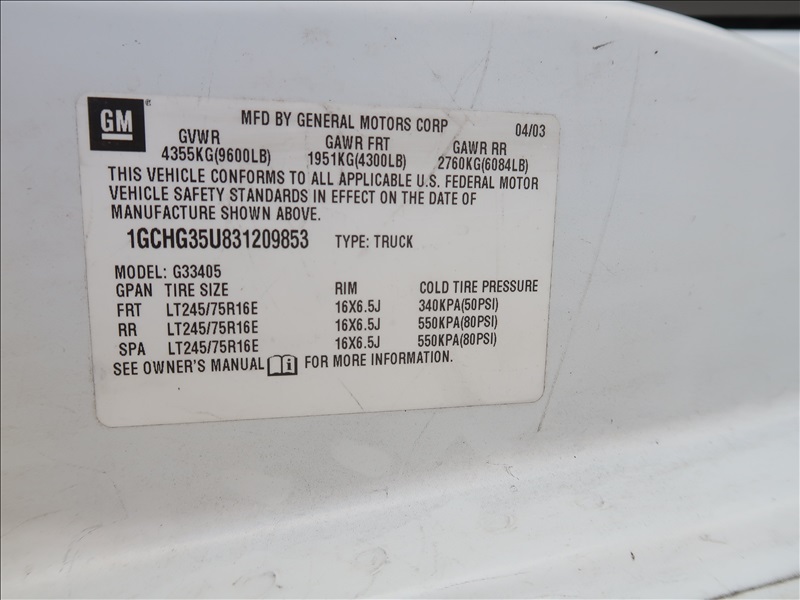 GM ®
MFD BY GENERAL MOTORS CORP 04/03
GVWR GAWR FRT GAWR RR
4355KG(9600LB) 1951KG(4300LB) 2760KG(6084LB)
THIS VEHICLE CONFORMS TO ALL APPLICABLE U.S. FEDERAL MOTOR
VEHICLE SAFETY STANDARDS IN EFFECT ON THE DATE OF
MANUFACTURE SHOWN ABOVE.
1GCHG35U831209853 TYPE: TRUCK
MODEL: G33405
GPAN TIRE SIZE RIM COLD TIRE PRESSURE
FRT LT245/75R16E 16X6.5J 340KPA(50PSI)
RR LT245/75R16E 16X6.5J 550KPA(80PSI)
SPA LT245/75R16E 16X6.5J 550KPA(80PSI)
SEE OWNER'S MANUAL i FOR MORE INFORMATION.